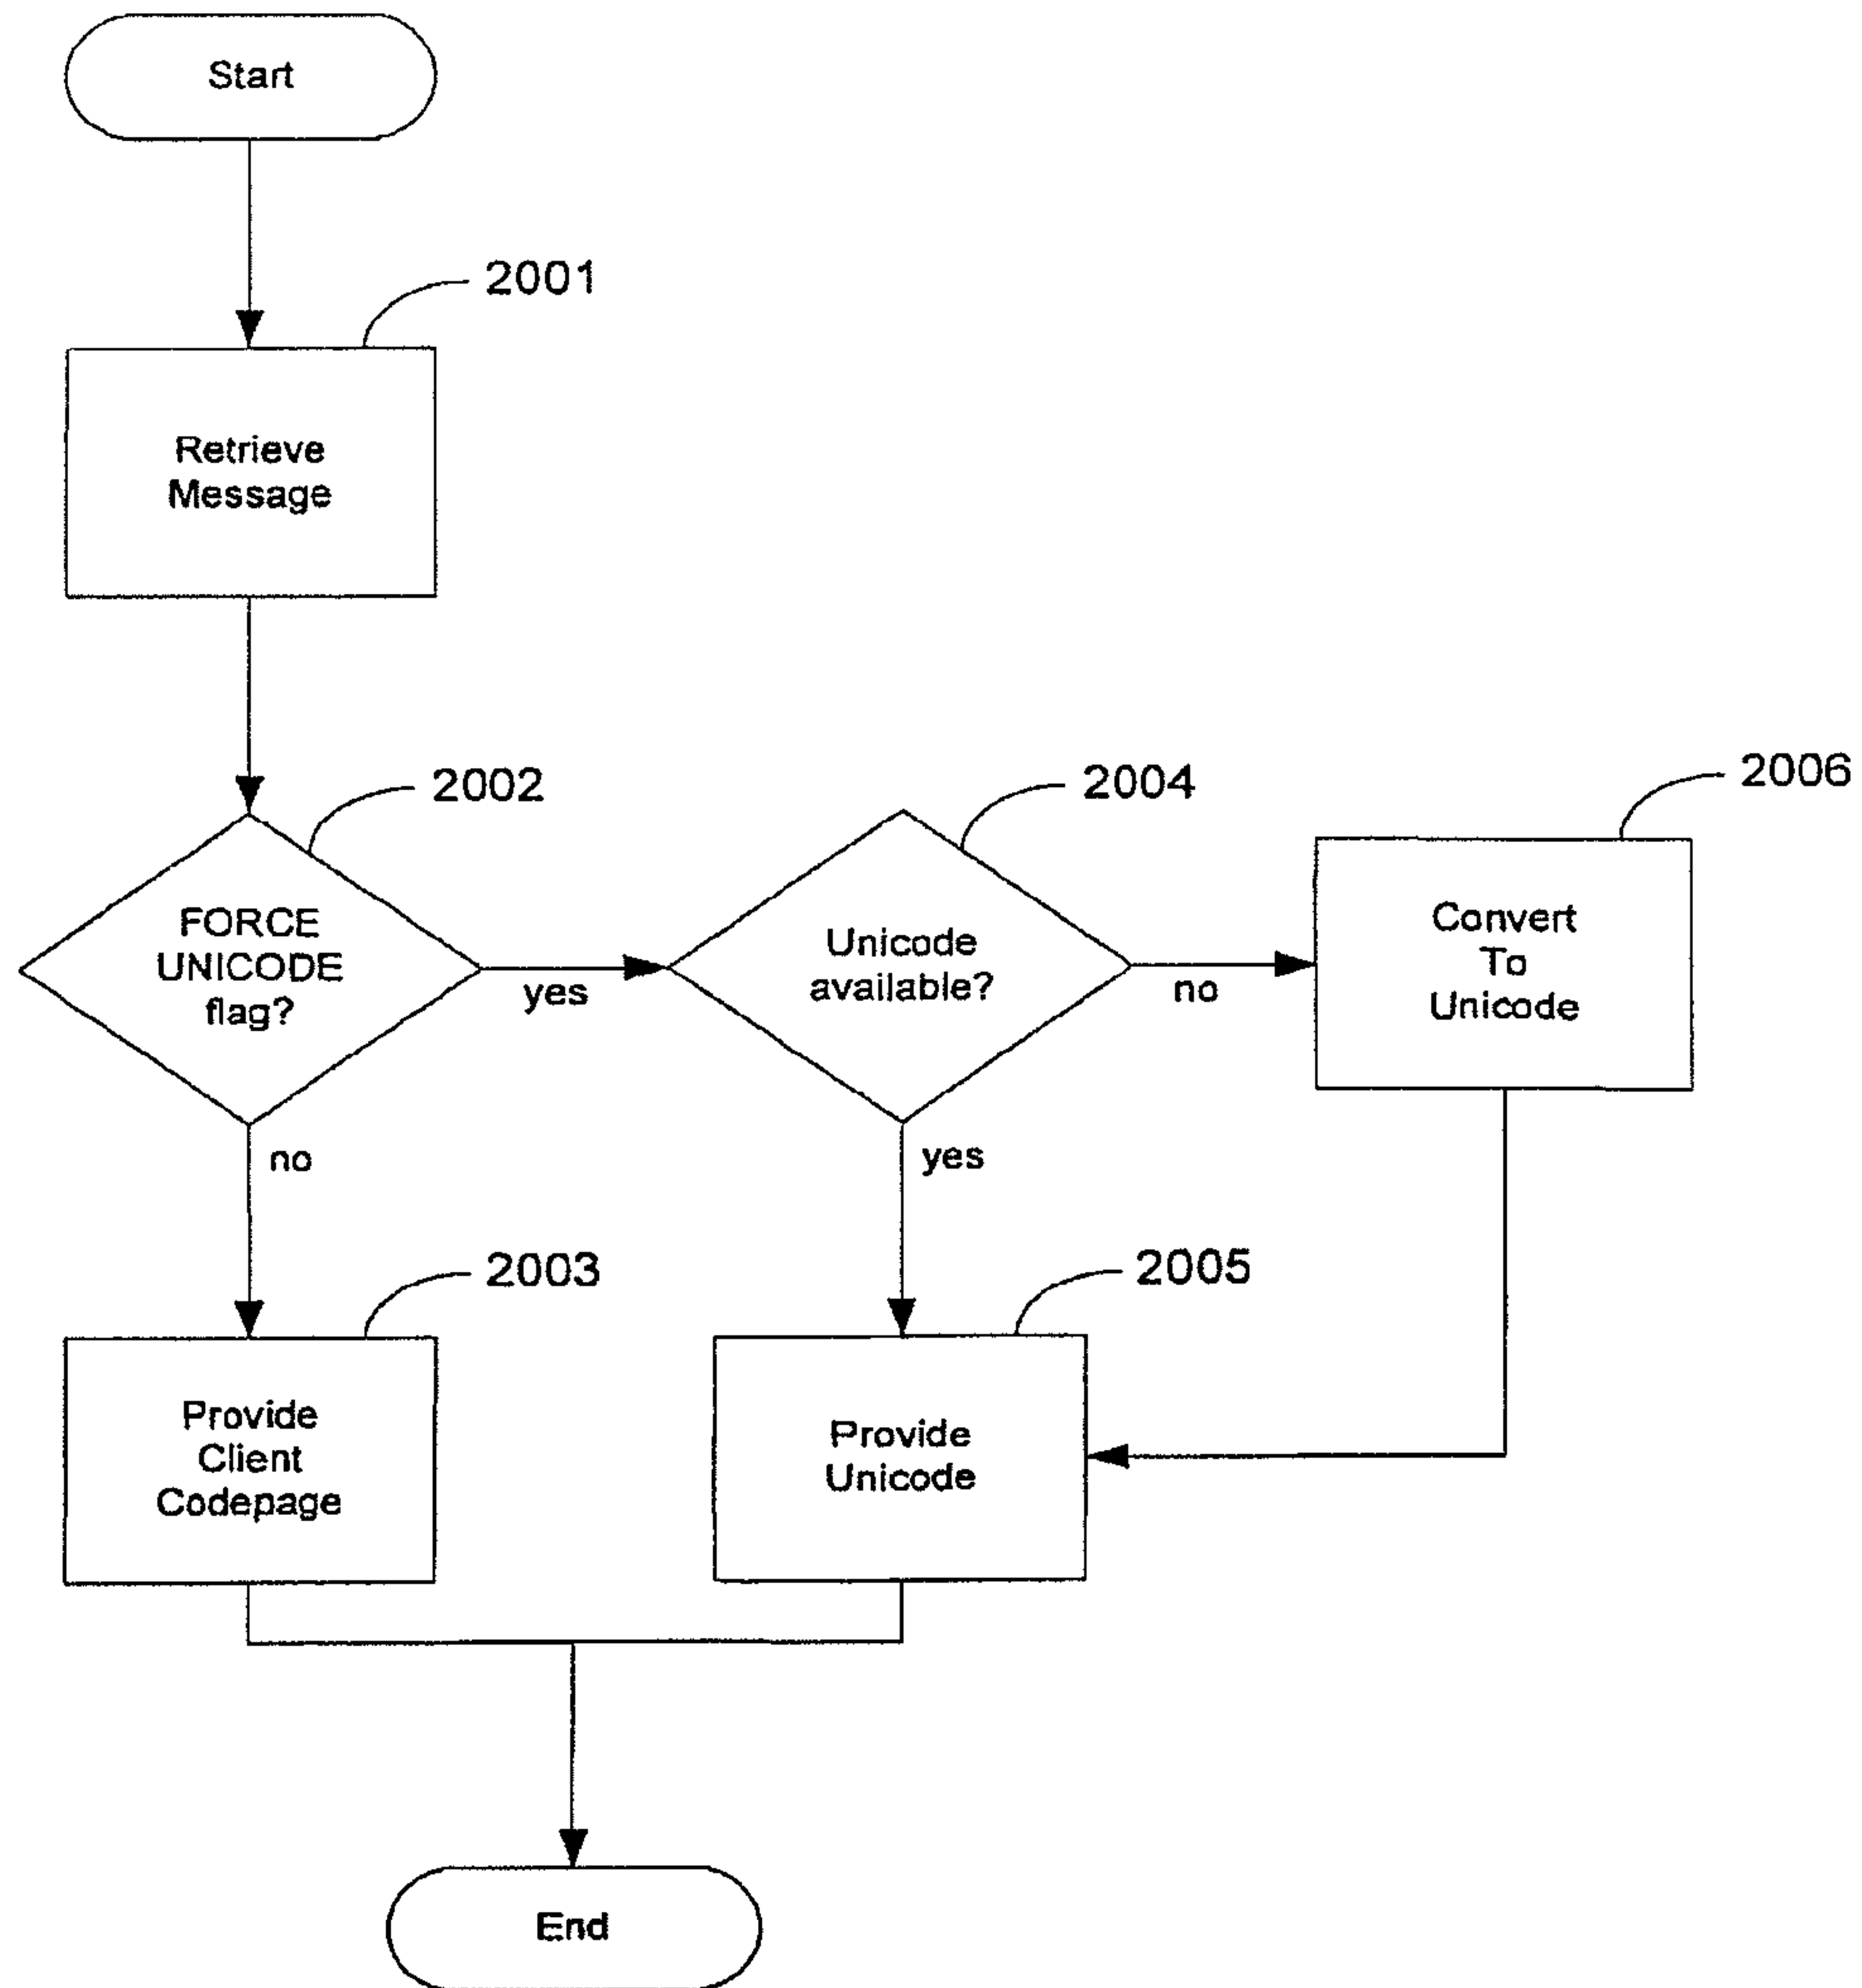 Start
2001
Retrieve
Message
2002
FORCE
UNICODE
flag?
yes
no
2004
Unicode
available?
no
yes
2006
Convert
To
Unicode
2003
Provide
Client
Codepage
2005
Provide
Unicode
End